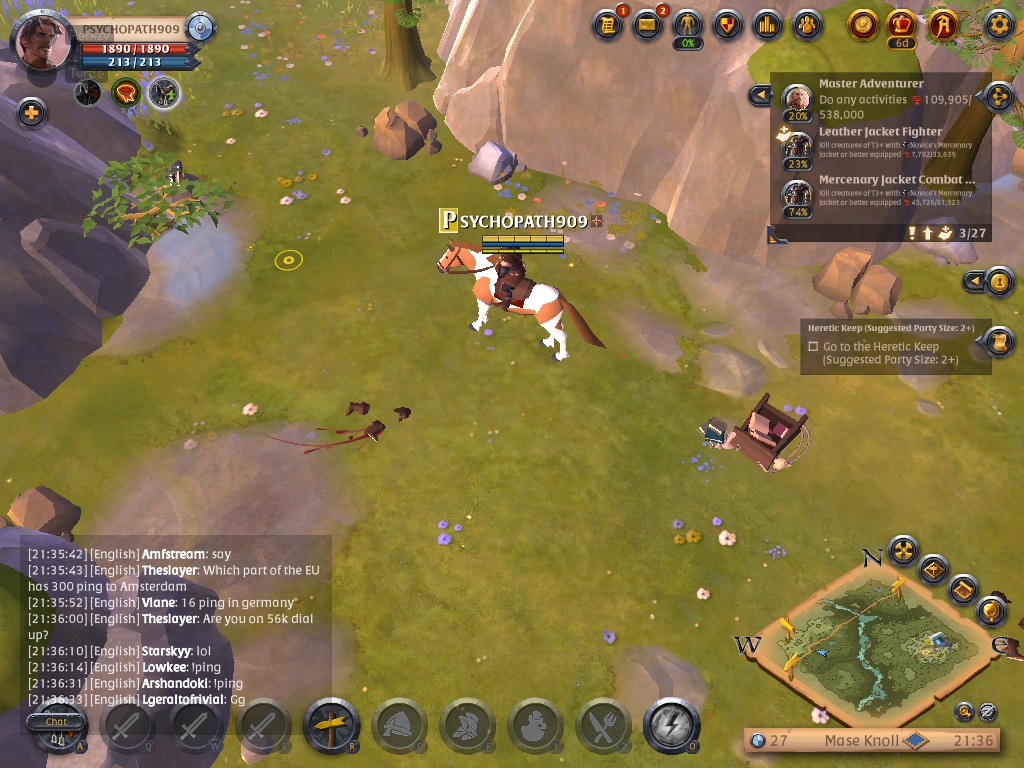 PSYCHOPATH909
1890/1890
213/213
1
2
0%
6d
Master Adventurer
Do any activities 109,905/
538,000
20%
Leather Jacket Fighter
Kill creatures of T3+ with Novice's Mercenary
Jacket or better equipped 7,792/33,639
23%
Mercenary Jacket Combat ...
Kill creatures of T3+ with Novice's Mercenary
Jacket or better equipped 45,726/61,323
74%
3/27
PSYCHOPATH909
Heretic Keep (Suggested Party Size: 2+)
Go to the Heretic Keep
(Suggested Party Size: 2+)
[21:35:42][English]Amfstream: say
[21:35:43][English]Theslayer: Which part of the EU
has 300 ping to Amsterdam
[21:35:52][English]Vlane: 16 ping in germany
[21:36:00][English]Theslayer: Are you on 56k dial
up?
[21:36:10][English]Starskyy: lol
[21:36:14][English]Lowkee: !ping
[21:36:31][English]Arshandoki: !ping
[21:36:33][English]Lgeraltofrivial: Gg
Chat
A
Q
W
E
R
D
F
O
N
W
E
27
Mase Knoll
21:36